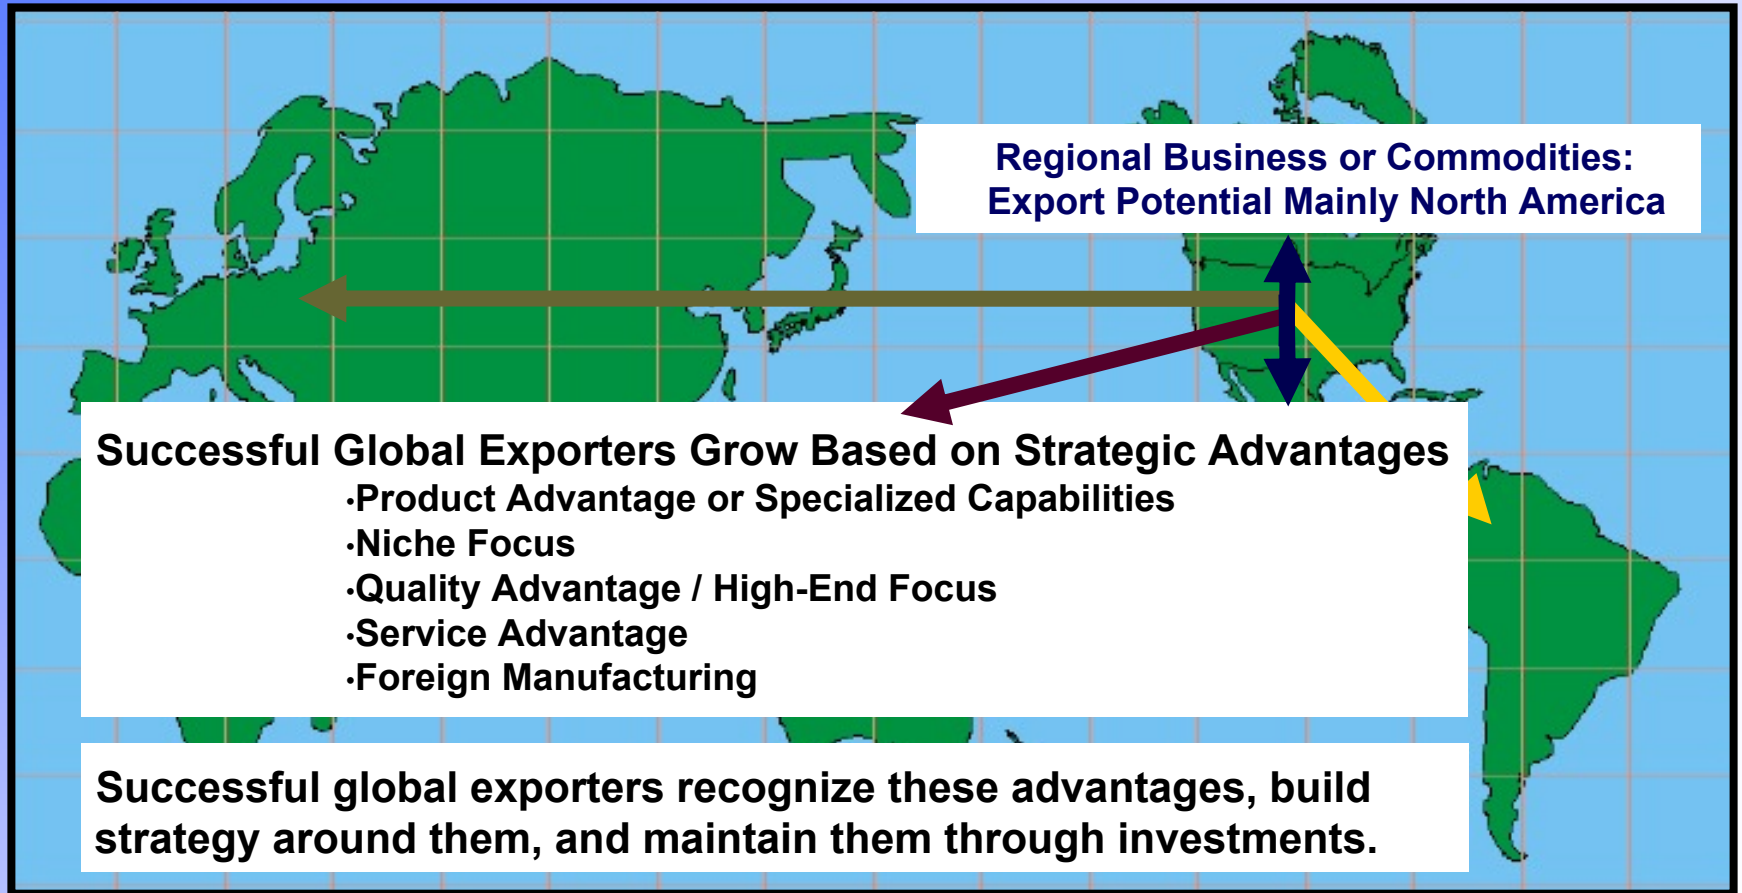 Regional Business or Commodities:
Export Potential Mainly North America
Successful Global Exporters Grow Based on Strategic Advantages
•Product Advantage or Specialized Capabilities
•Niche Focus
•Quality Advantage / High-End Focus
•Service Advantage
•Foreign Manufacturing
Successful global exporters recognize these advantages, build
strategy around them, and maintain them through investments.